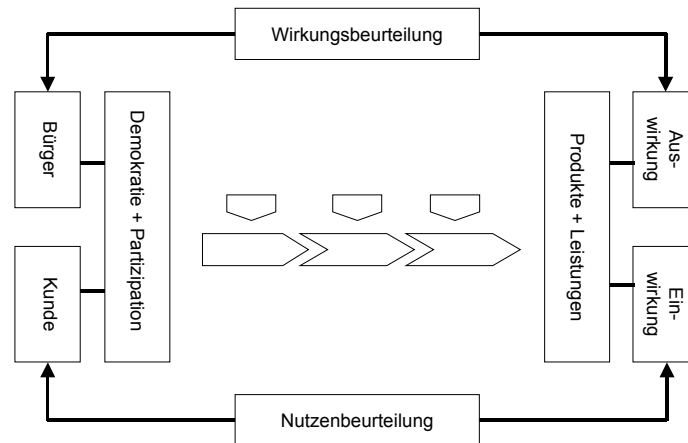 Wirkungsbeurteilung
Bürger
Demokratie + Partizipation
Produkte + Leistungen
Aus-
wirkung
Kunde
Ein-
wirkung
Nutzenbeurteilung